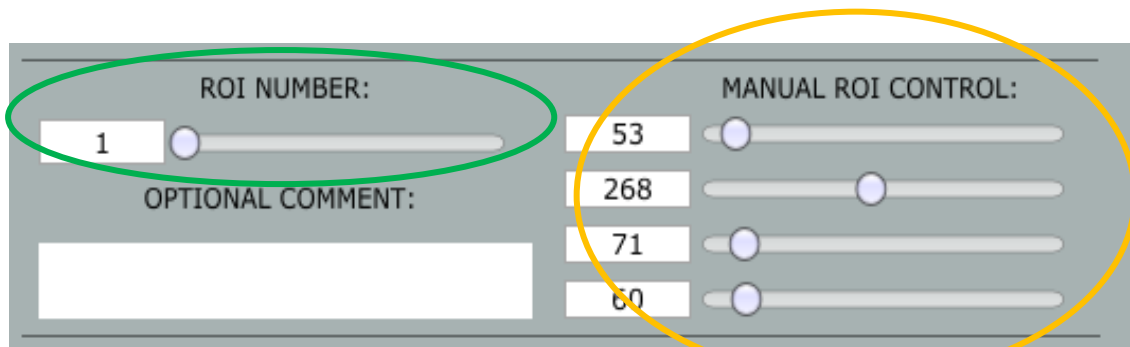 ROI NUMBER:
1
OPTIONAL COMMENT:
MANUAL ROI CONTROL:
53
268
71
60